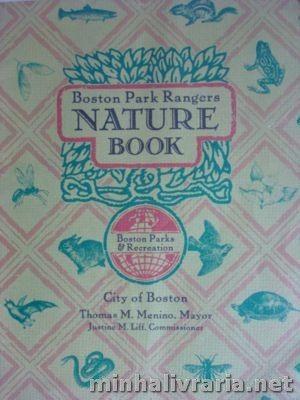 Boston Park Rangers
NATURE
BOOK
Boston Parks
& Recreation
City of Boston
Thomas M. Menino, Mayor
Justine M. Liff, Commissioner
minhalivraria.net